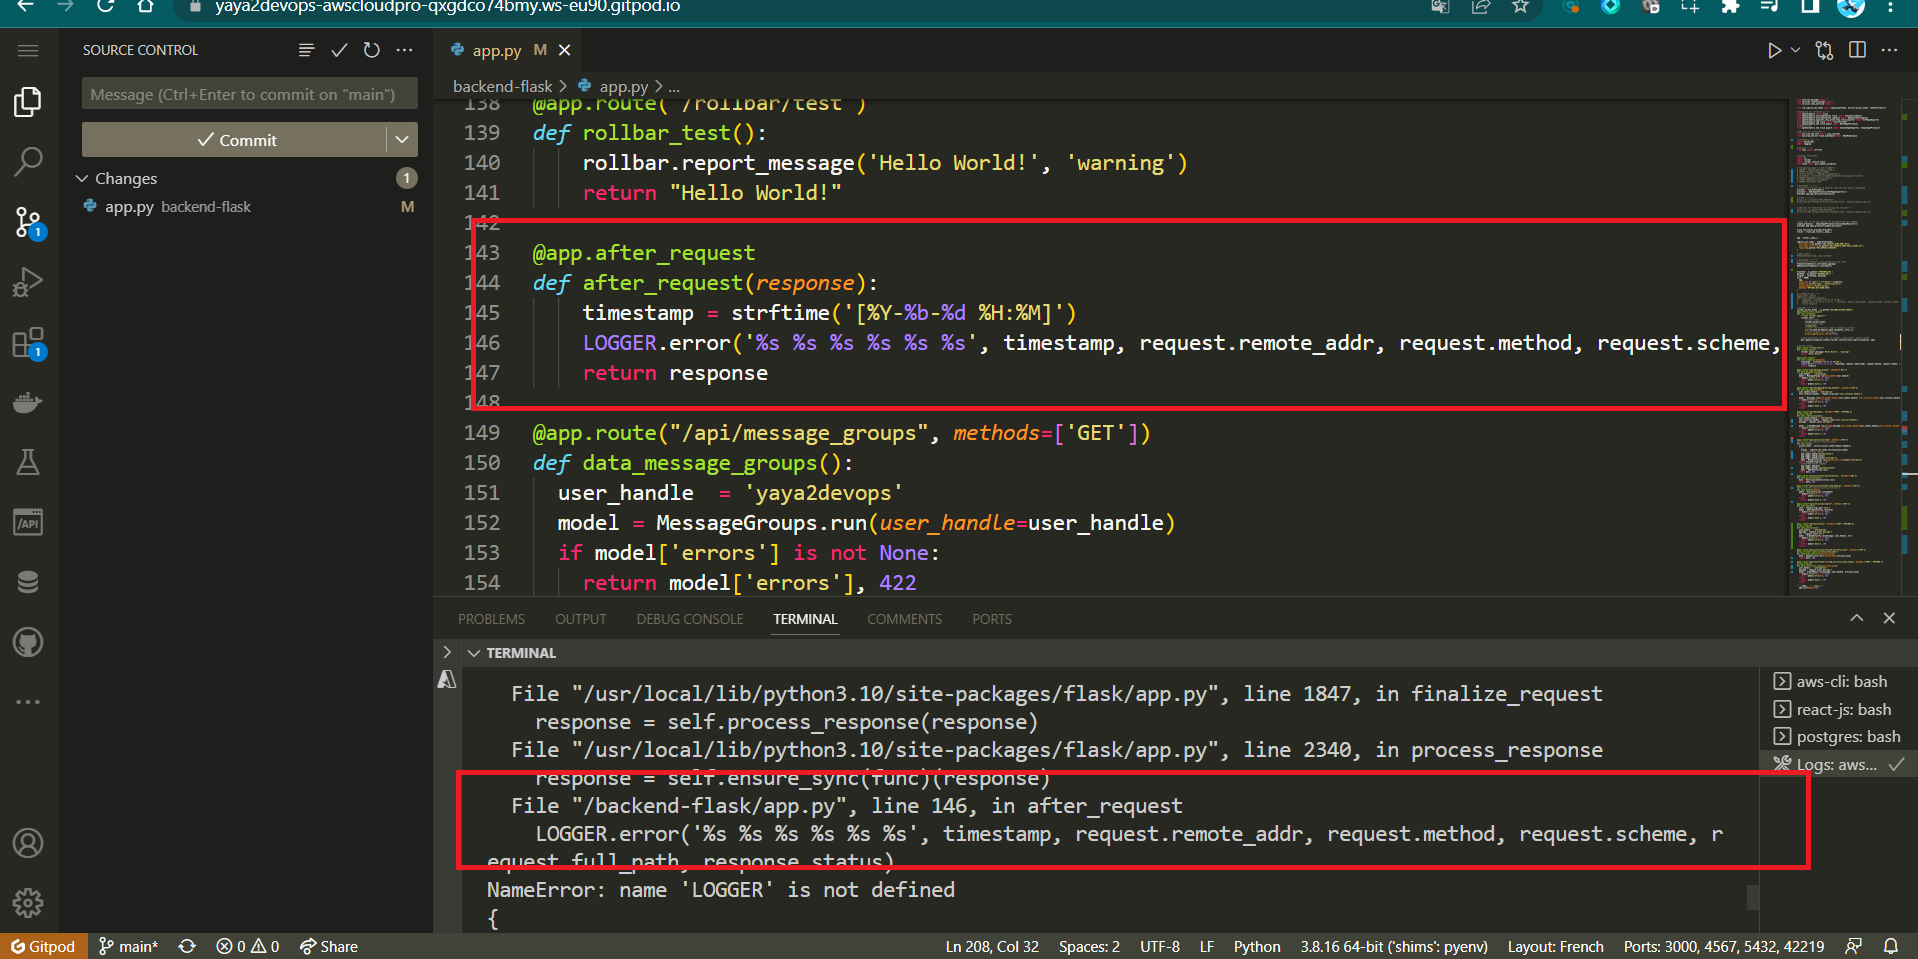 yaya2devops-awscloudpro-qxgdco74bmy.ws-eu90.gitpod.io
SOURCE CONTROL
Message (Ctrl+Enter to commit on "main")
Commit
Changes
1
app.py backend-flask
M
1
1
app.py M
backend-flask > app.py > ...
138 @app.route( /rollbar/test )
139 def rollbar_test():
140 rollbar.report_message('Hello World!', 'warning')
141 return "Hello World!"
142
143 @app.after_request
144 def after_request(response):
145 timestamp = strftime('[%Y-%b-%d %H:%M]')
146 LOGGER.error('%s %s %s %s %s %s', timestamp, request.remote_addr, request.method, request.scheme,
147 return response
148
149 @app.route("/api/message_groups", methods=['GET'])
150 def data_message_groups():
151 user_handle  = 'yaya2devops'
152 model = MessageGroups.run(user_handle=user_handle)
153 if model['errors'] is not None:
154 return model['errors'], 422
PROBLEMS OUTPUT DEBUG CONSOLE TERMINAL COMMENTS PORTS
TERMINAL
File "/usr/local/lib/python3.10/site-packages/flask/app.py", line 1847, in finalize_request
response = self.process_response(response)
File "/usr/local/lib/python3.10/site-packages/flask/app.py", line 2340, in process_response
response = self.ensure_sync(func)(response)
File "/backend-flask/app.py", line 146, in after_request
LOGGER.error('%s %s %s %s %s %s', timestamp, request.remote_addr, request.method, request.scheme, r
equest.full_path, response.status)
NameError: name 'LOGGER' is not defined
{
aws-cli: bash
react-js: bash
postgres: bash
Logs: aws...
/API
Gitpod
main*
0 0
Share
Ln 208, Col 32
Spaces: 2
UTF-8
LF
Python
3.8.16 64-bit ('shims': pyenv)
Layout: French
Ports: 3000, 4567, 5432, 42219